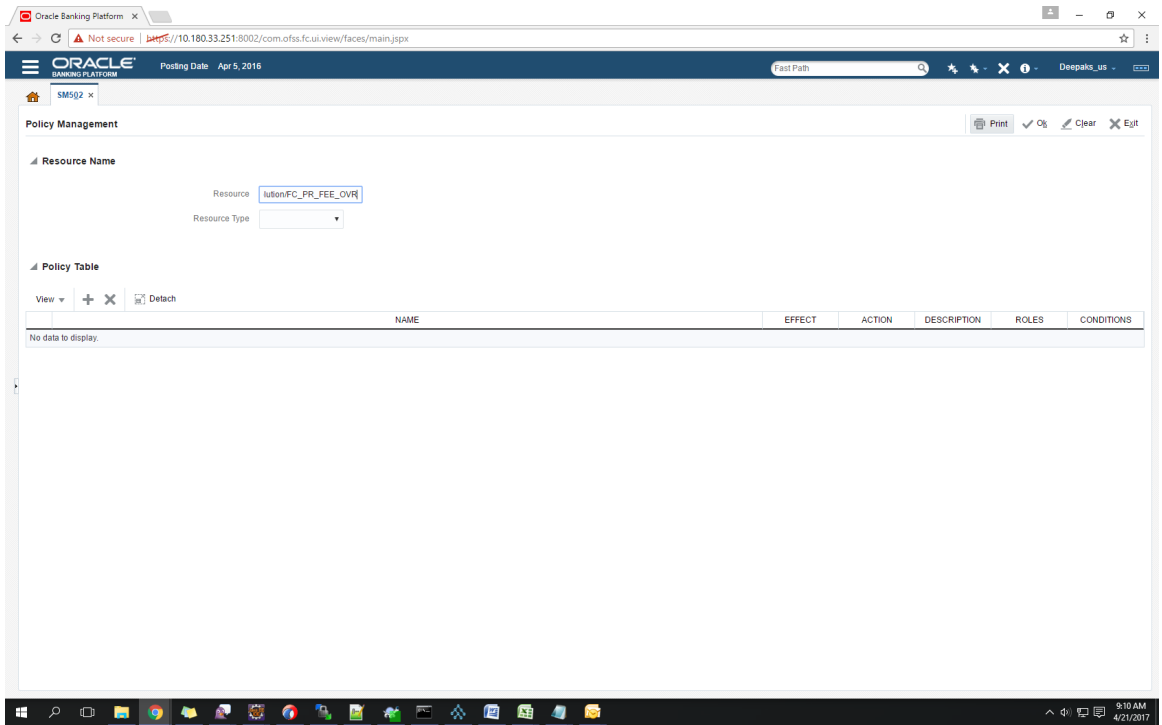 Oracle Banking Platform
Not secure | https://10.180.33.251:8002/com.ofss.fc.ui.view/faces/main.jspx
ORACLE
BANKING PLATFORM
Posting Date Apr 5, 2016
Fast Path
Deepaks_us
SM502
Policy Management
Print Ok Clear Exit
Resource Name
Resource lution/FC_PR_FEE_OVR
Resource Type
Policy Table
View Detach
NAME EFFECT ACTION DESCRIPTION ROLES CONDITIONS
No data to display.
9:10 AM
4/21/2017